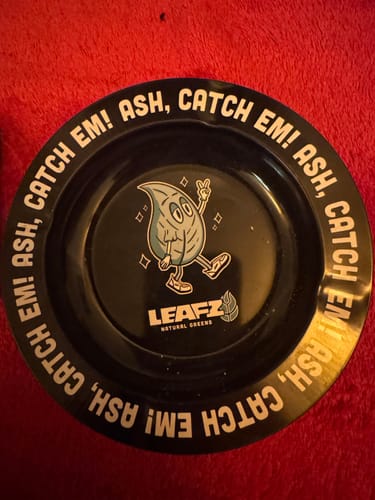 ASH, CATCH EM!
ASH, CATCH EM!
ASH, CATCH EM!
ASH, CATCH EM!
ASH, CATCH EM!
LEAFZ
NATURAL GREENS